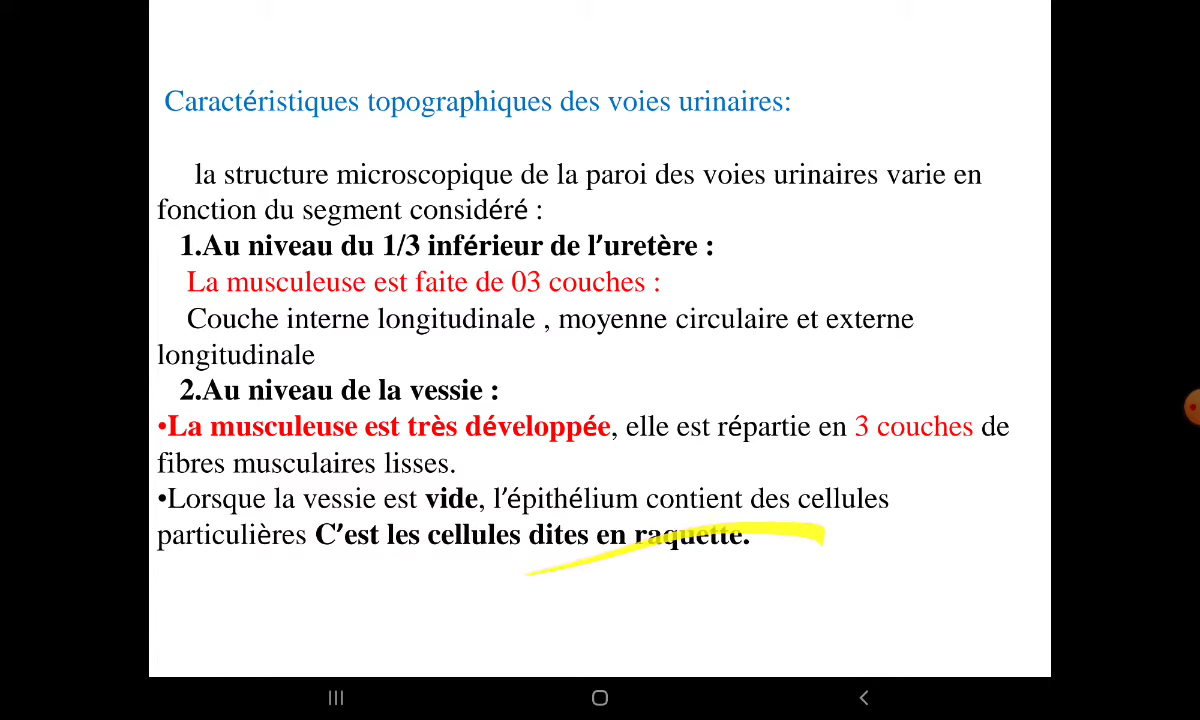 Caractéristiques topographiques des voies urinaires:
la structure microscopique de la paroi des voies urinaires varie en
fonction du segment considéré :
1.Au niveau du 1/3 inférieur de l’uretère :
La musculeuse est faite de 03 couches :
Couche interne longitudinale , moyenne circulaire et externe
longitudinale
2.Au niveau de la vessie :
•La musculeuse est très développée, elle est répartie en 3 couches de
fibres musculaires lisses.
•Lorsque la vessie est vide, l’épithélium contient des cellules
particulières C’est les cellules dites en raquette.